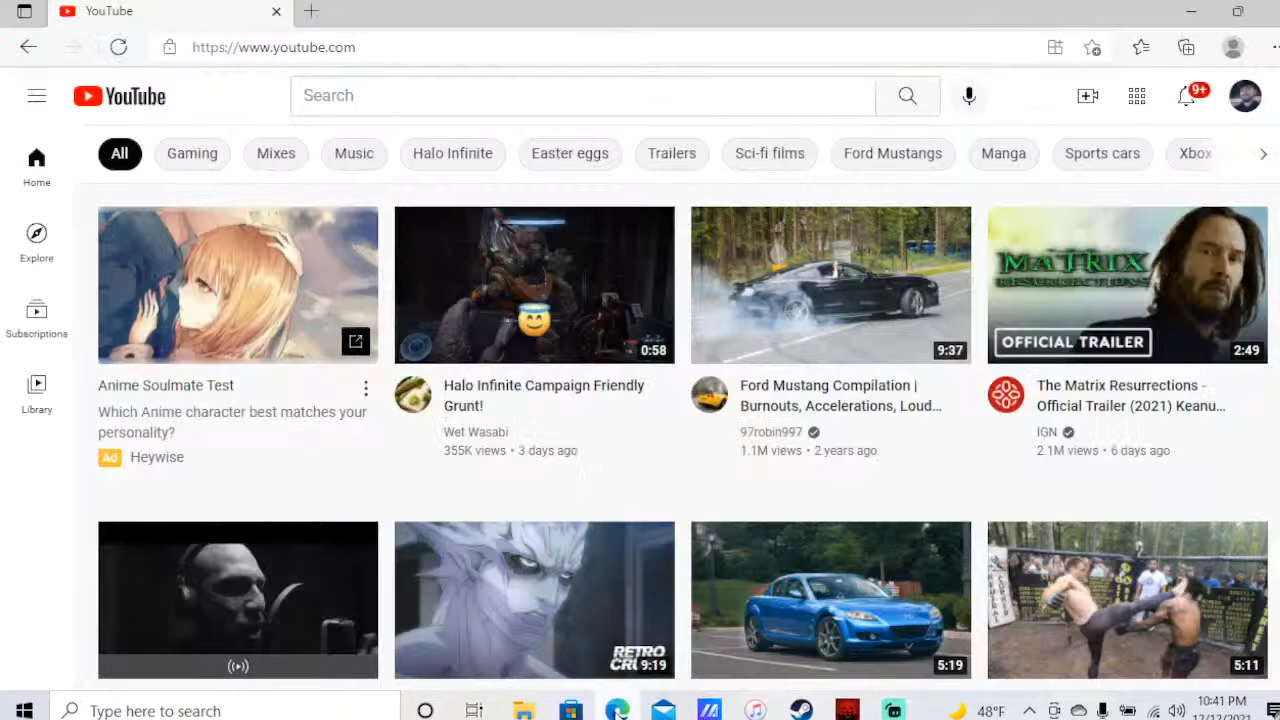 YouTube
https://www.youtube.com
YouTube
Search
9+
All
Gaming
Mixes
Music
Halo Infinite
Easter eggs
Trailers
Sci-fi films
Ford Mustangs
Manga
Sports cars
Xbox
Home
Explore
Subscriptions
Library
0:58
9:37
MATRIX
RESURRECTIONS
OFFICIAL TRAILER
2:49
Anime Soulmate Test
Which Anime character best matches your
personality?
Ad Heywise
Halo Infinite Campaign Friendly
Grunt!
Wet Wasabi
355K views • 3 days ago
Ford Mustang Compilation |
Burnouts, Accelerations, Loud...
97robin997
1.1M views • 2 years ago
The Matrix Resurrections -
Official Trailer (2021) Keanu...
IGN
2.1M views • 6 days ago
RETRO
9:19
5:19
5:11
Type here to search
48°F
10:41 PM